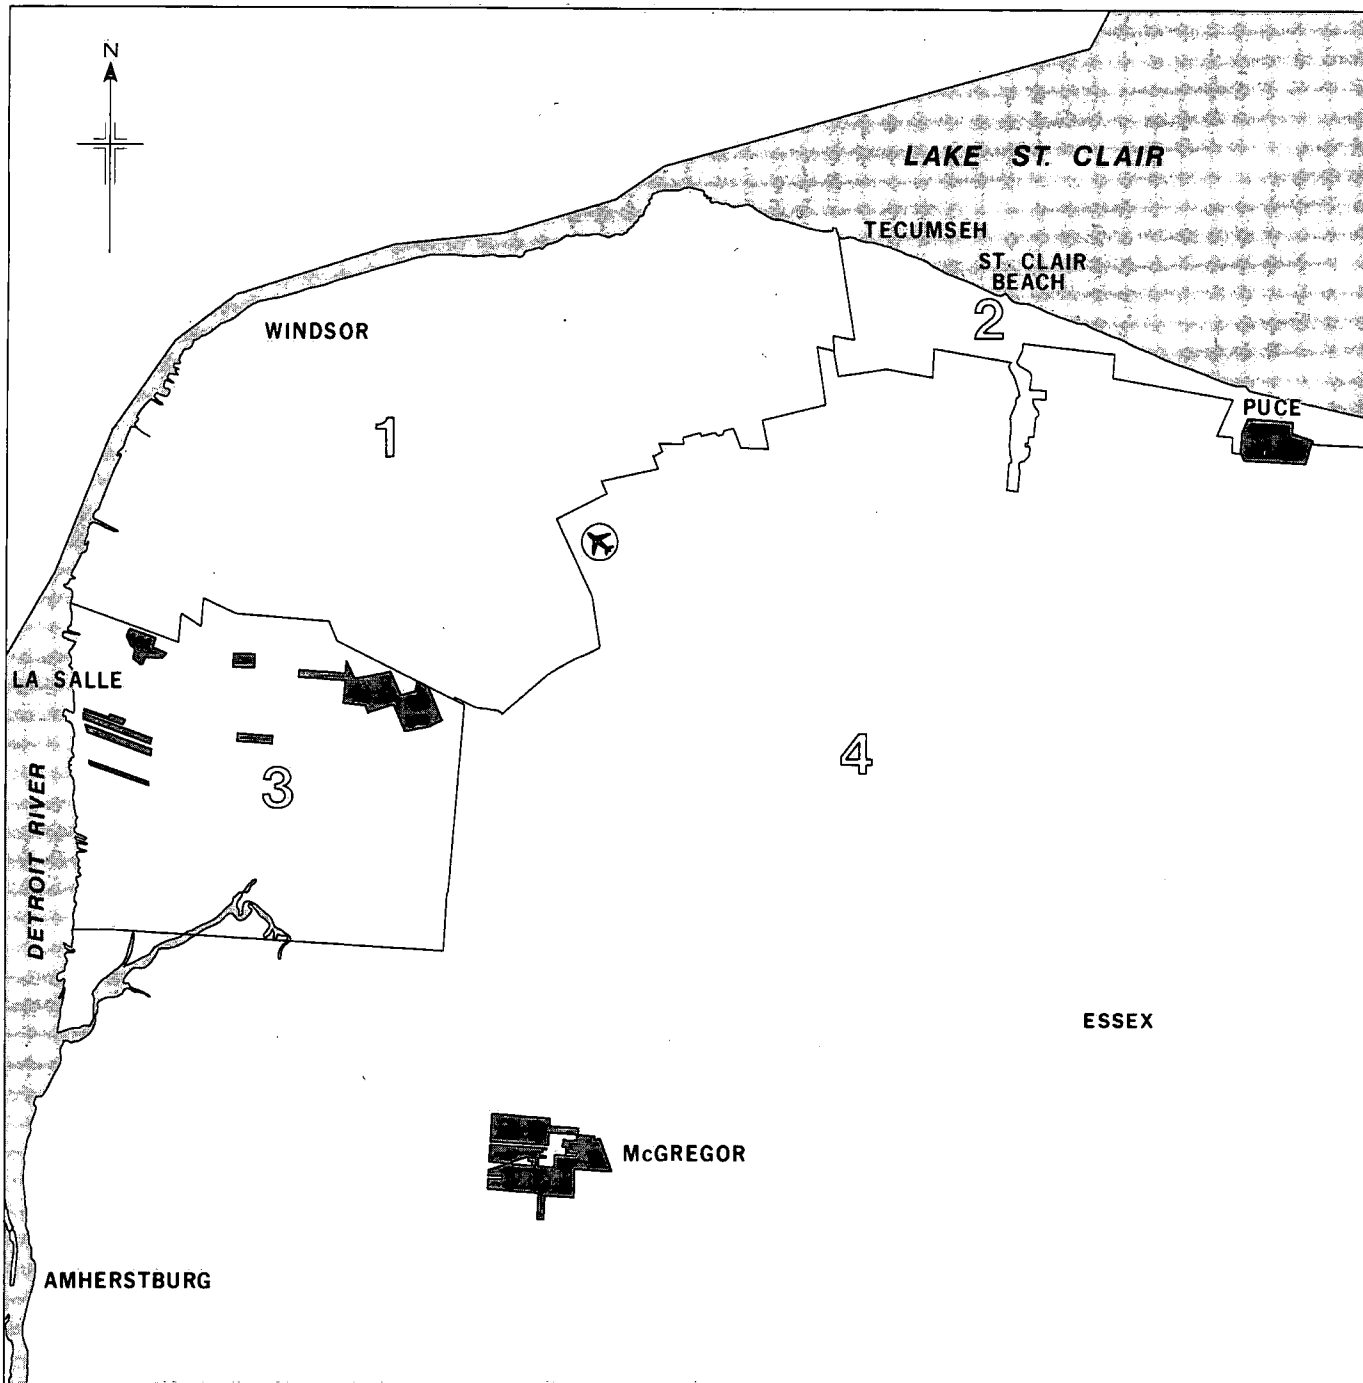 N
LAKE ST. CLAIR
TECUMSEH
ST. CLAIR
BEACH
2
WINDSOR
1
PUCE
LA SALLE
3
4
DETROIT RIVER
ESSEX
McGREGOR
AMHERSTBURG